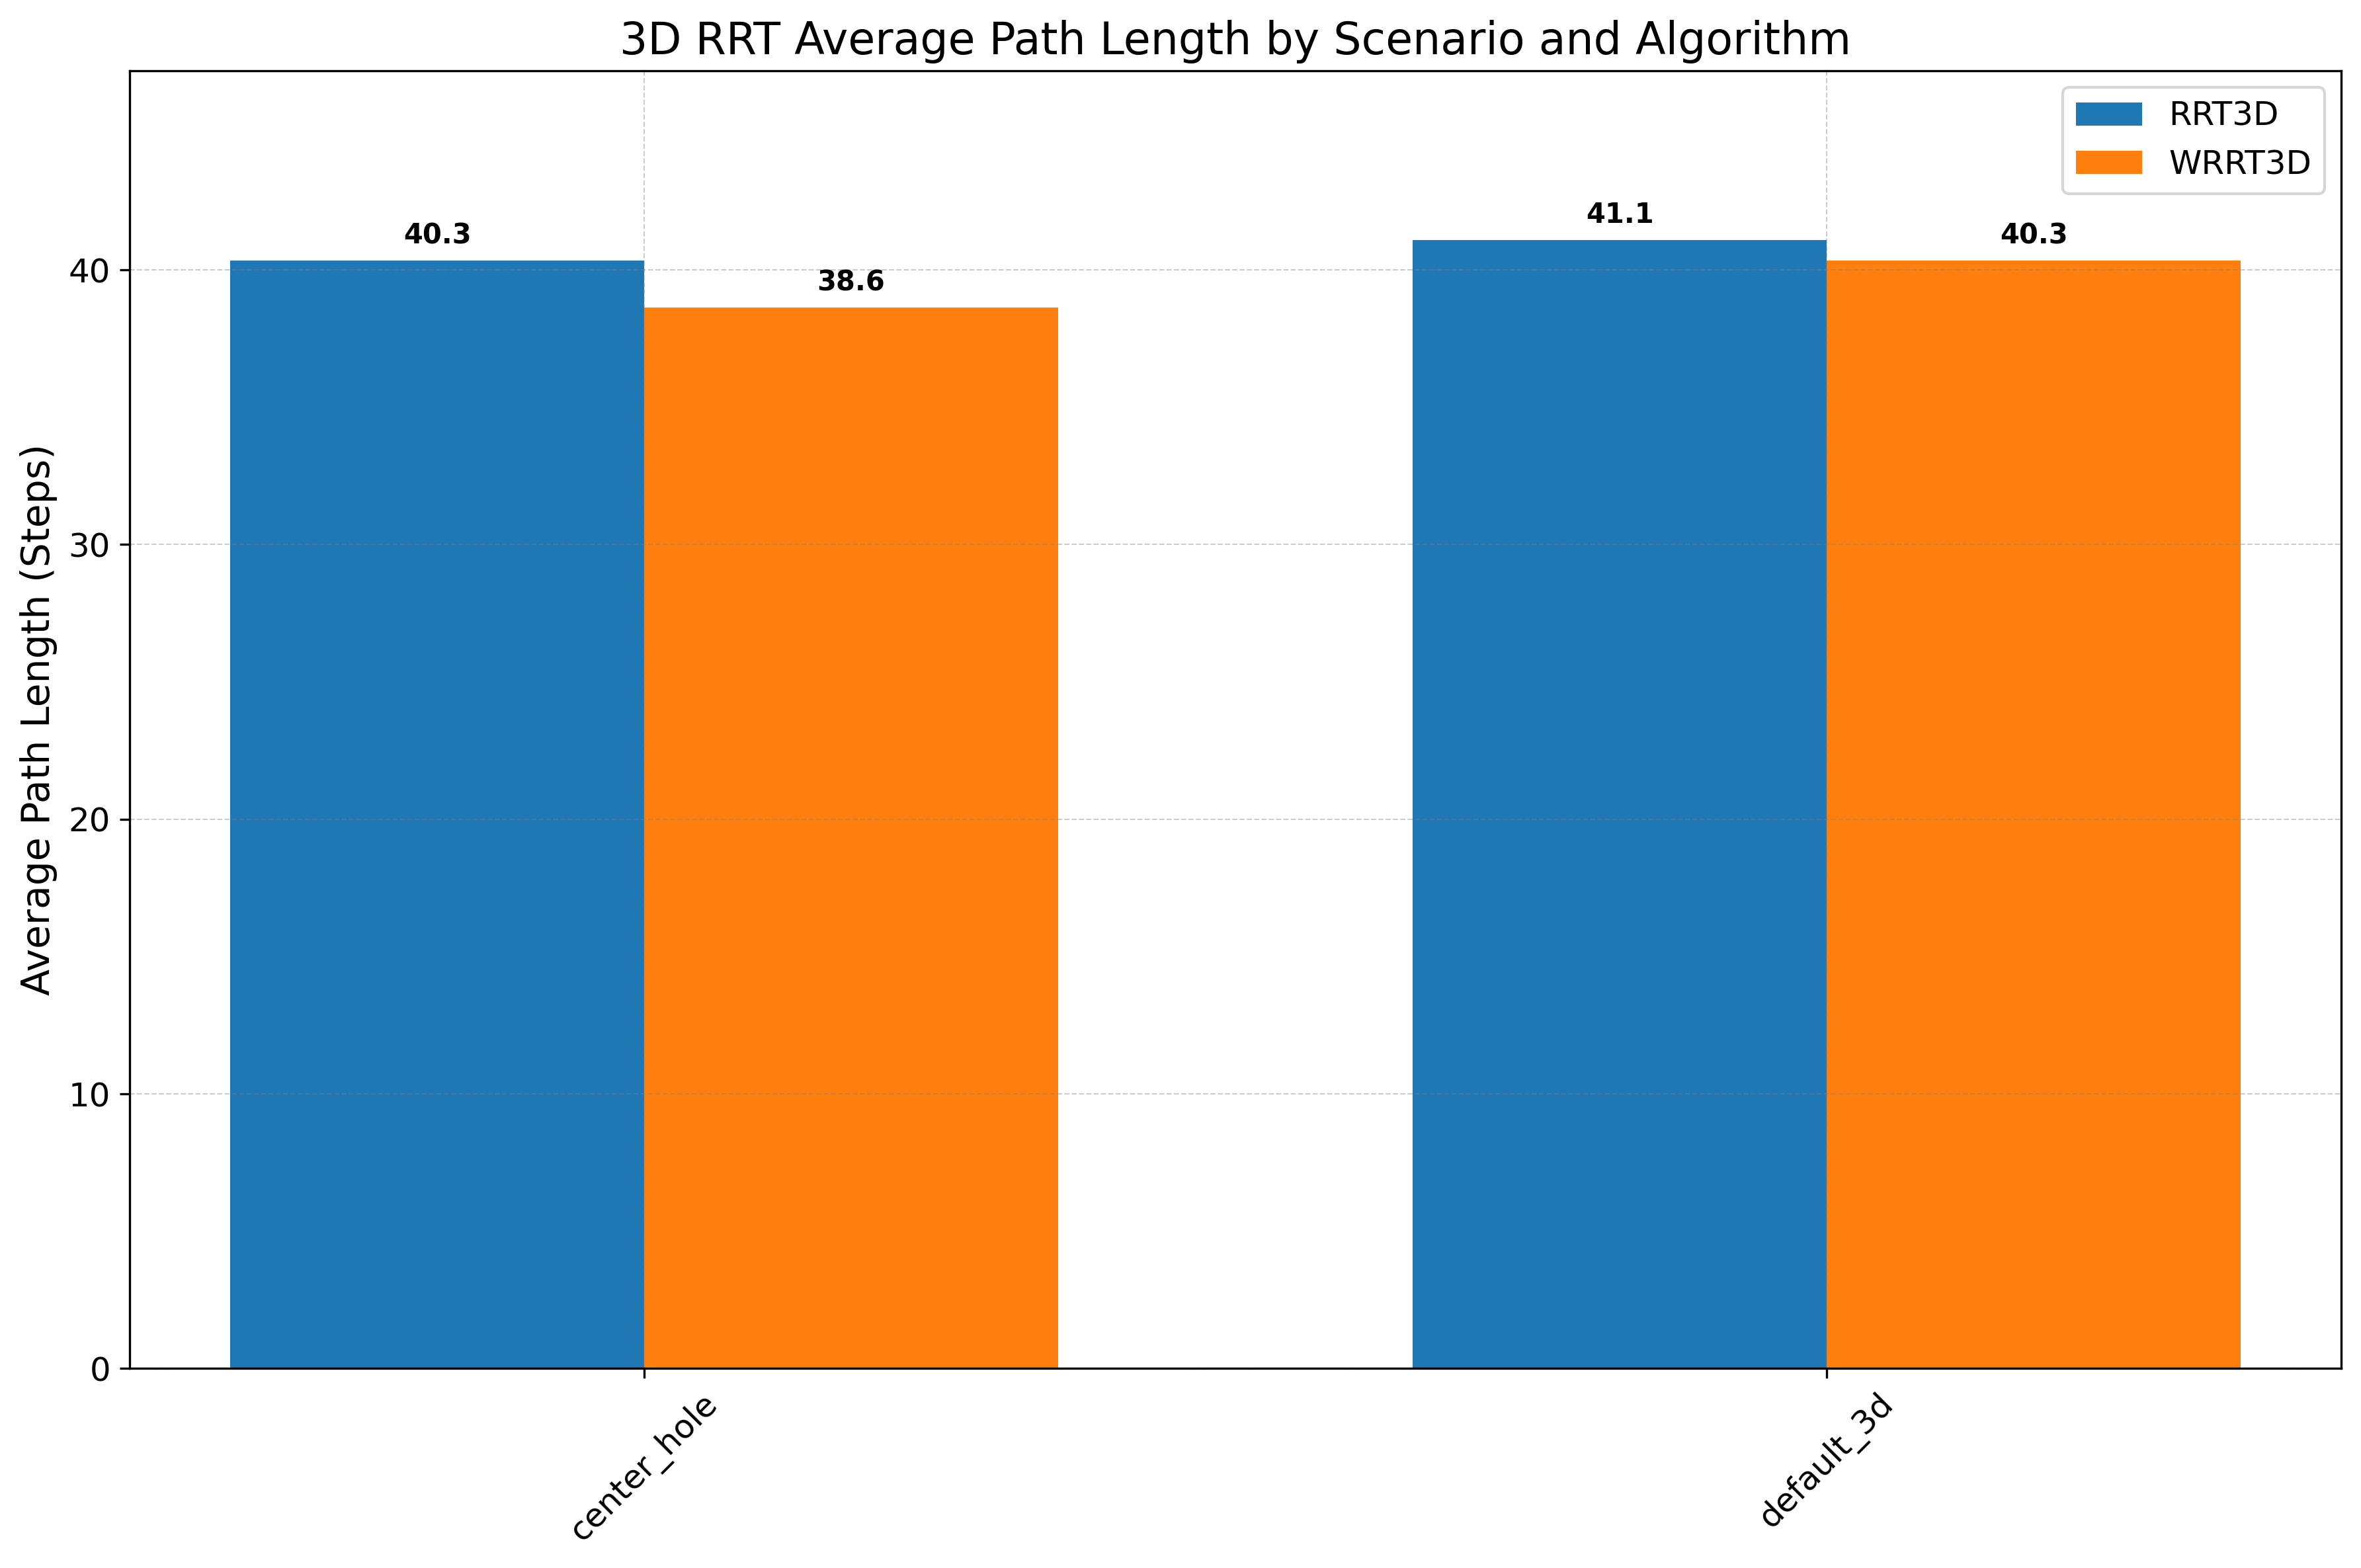 3D RRT Average Path Length by Scenario and Algorithm
RRT3D
WRRT3D
40.3
38.6
41.1
40.3
Average Path Length (Steps)
40
30
20
10
0
center_hole
default_3d